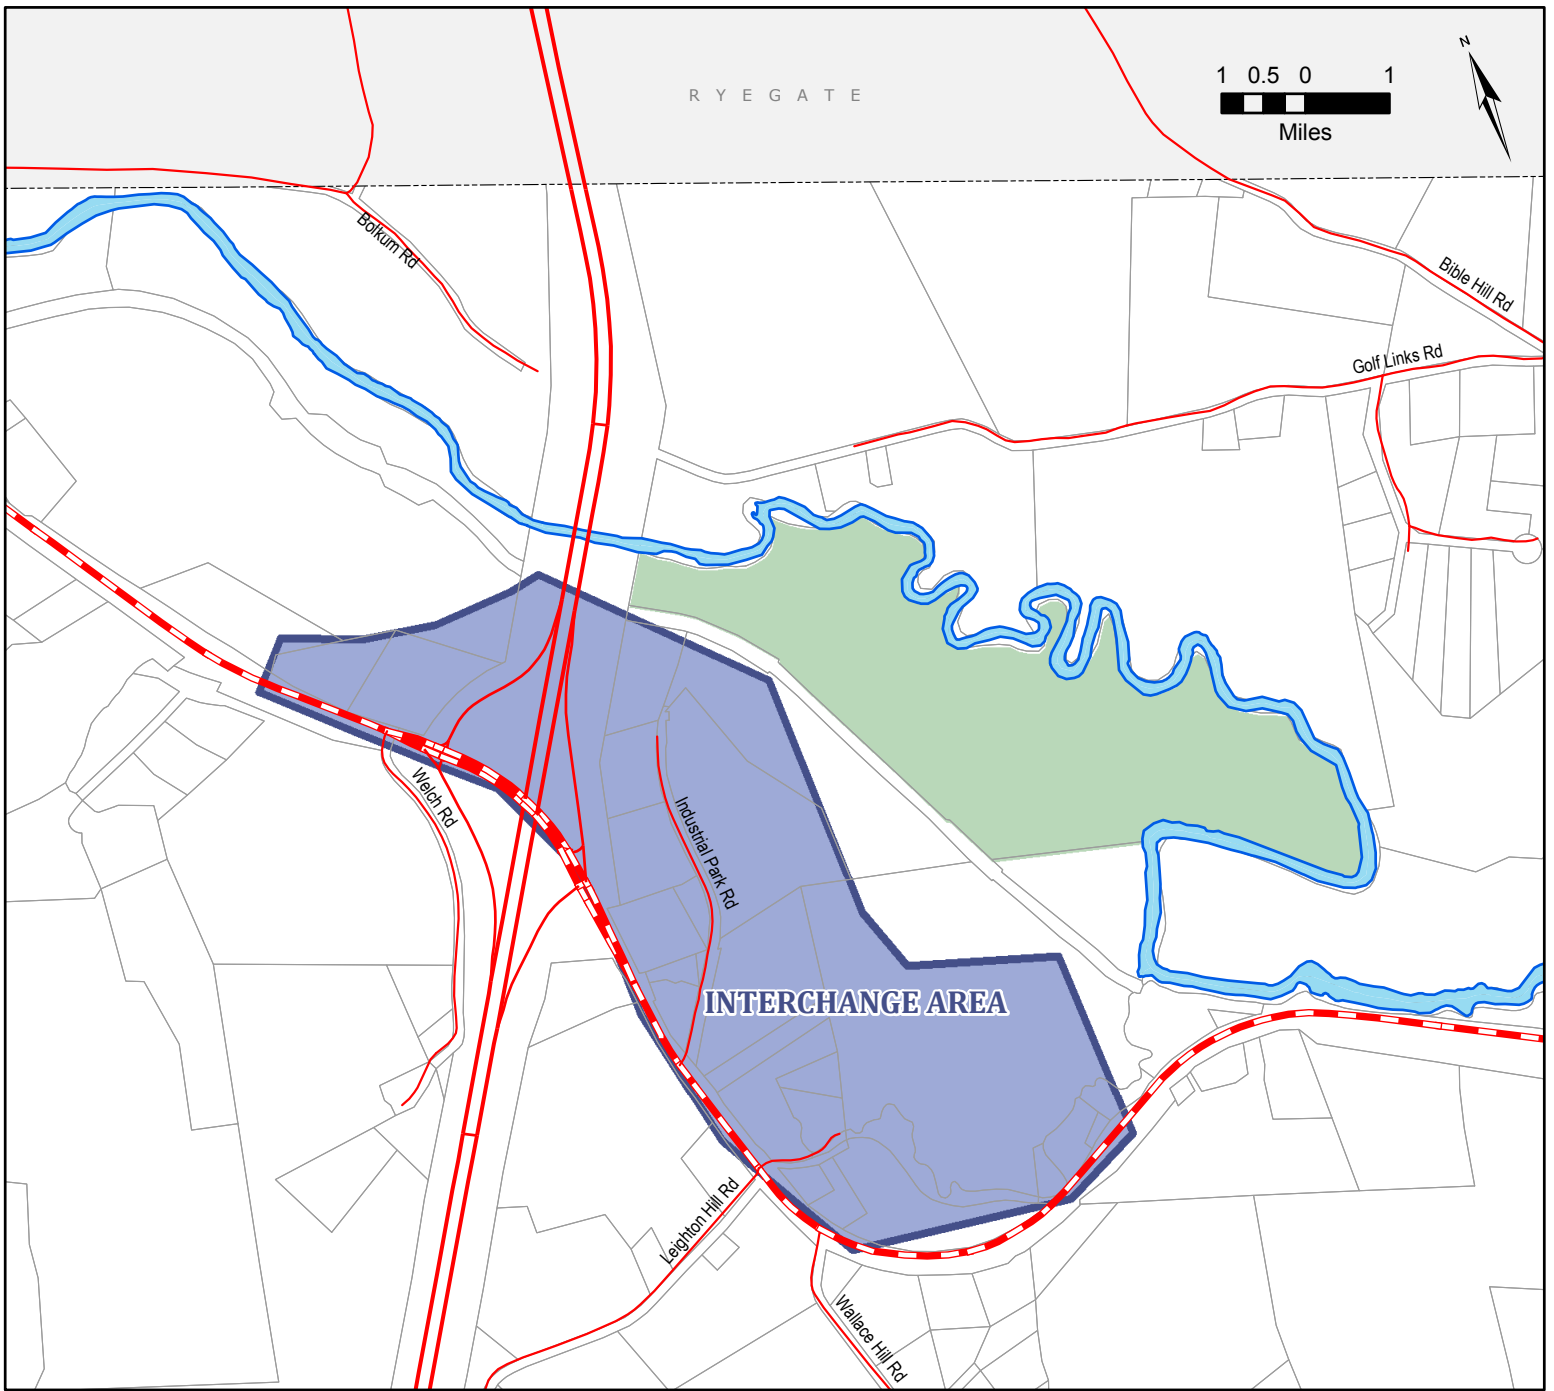 N
1 0.5 0 1
Miles
R Y E G A T E
Bolkum Rd
Bible Hill Rd
Golf Links Rd
Welch Rd
Industrial Park Rd
INTERCHANGE AREA
Leighton Hill Rd
Wallace Hill Rd